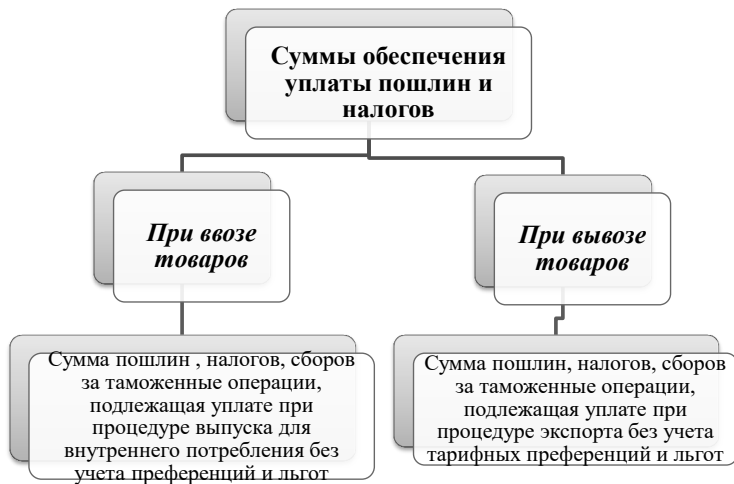 Суммы обеспечения
уплаты пошлин и
налогов
При ввозе
товаров
При вывозе
товаров
Сумма пошлин , налогов, сборов
за таможенные операции,
подлежащая уплате при
процедуре выпуска для
внутреннего потребления без
учета преференций и льгот
Сумма пошлин, налогов, сборов
за таможенные операции,
подлежащая уплате при
процедуре экспорта без учета
тарифных преференций и льгот